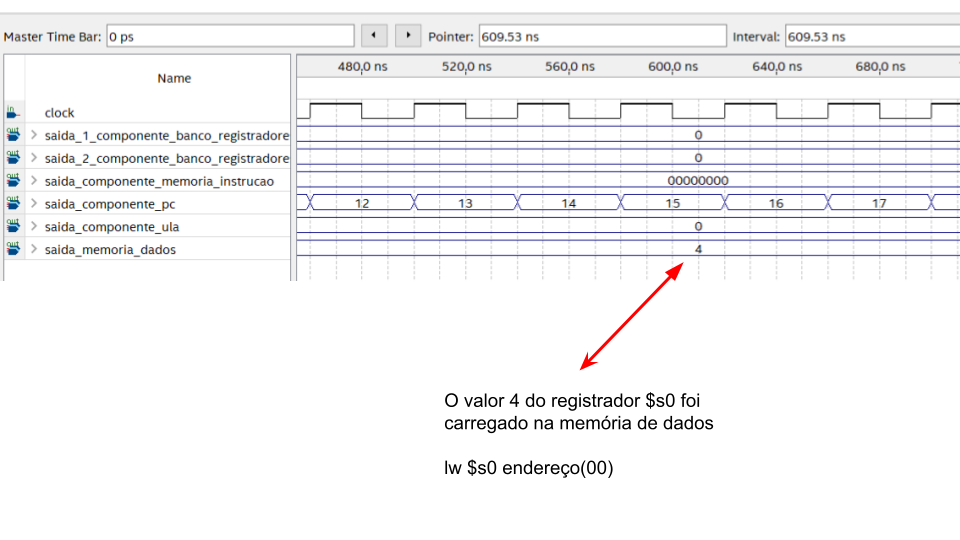 Master Time Bar: 0 ps Pointer: 609.53 ns Interval: 609.53 ns
Name 480,0 ns 520,0 ns 560,0 ns 600,0 ns 640,0 ns 680,0 ns
clock
saida_1_componente_banco_registradore 0
saida_2_componente_banco_registradore 0
saida_componente_memoria_instrucao 00000000
saida_componente_pc 12 13 14 15 16 17
saida_componente_ula 0
saida_memoria_dados 4
O valor 4 do registrador $s0 foi
carregado na memória de dados
lw $s0 endereço(00)